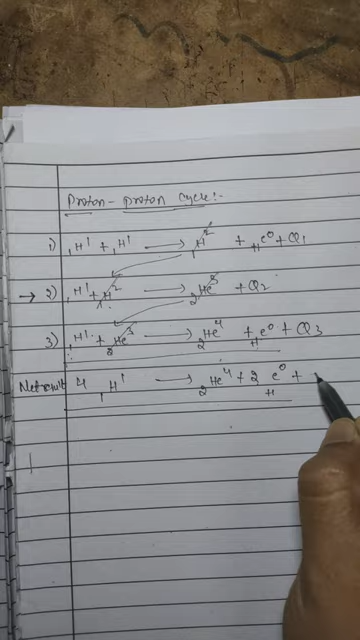 Proton - proton cycle :-
1) ₁H¹ + ₁H¹ → ₁H² + ₊₁e⁰ + Q1
→ 2) ₁H¹ + ₁H² → ₂He³ + Q2
3) ₁H¹ + ₂He³ → ₂He⁴ + ₊₁e⁰ + Q3
Net result 4 ₁H¹ → ₂He⁴ + 2 ₊₁e⁰ +